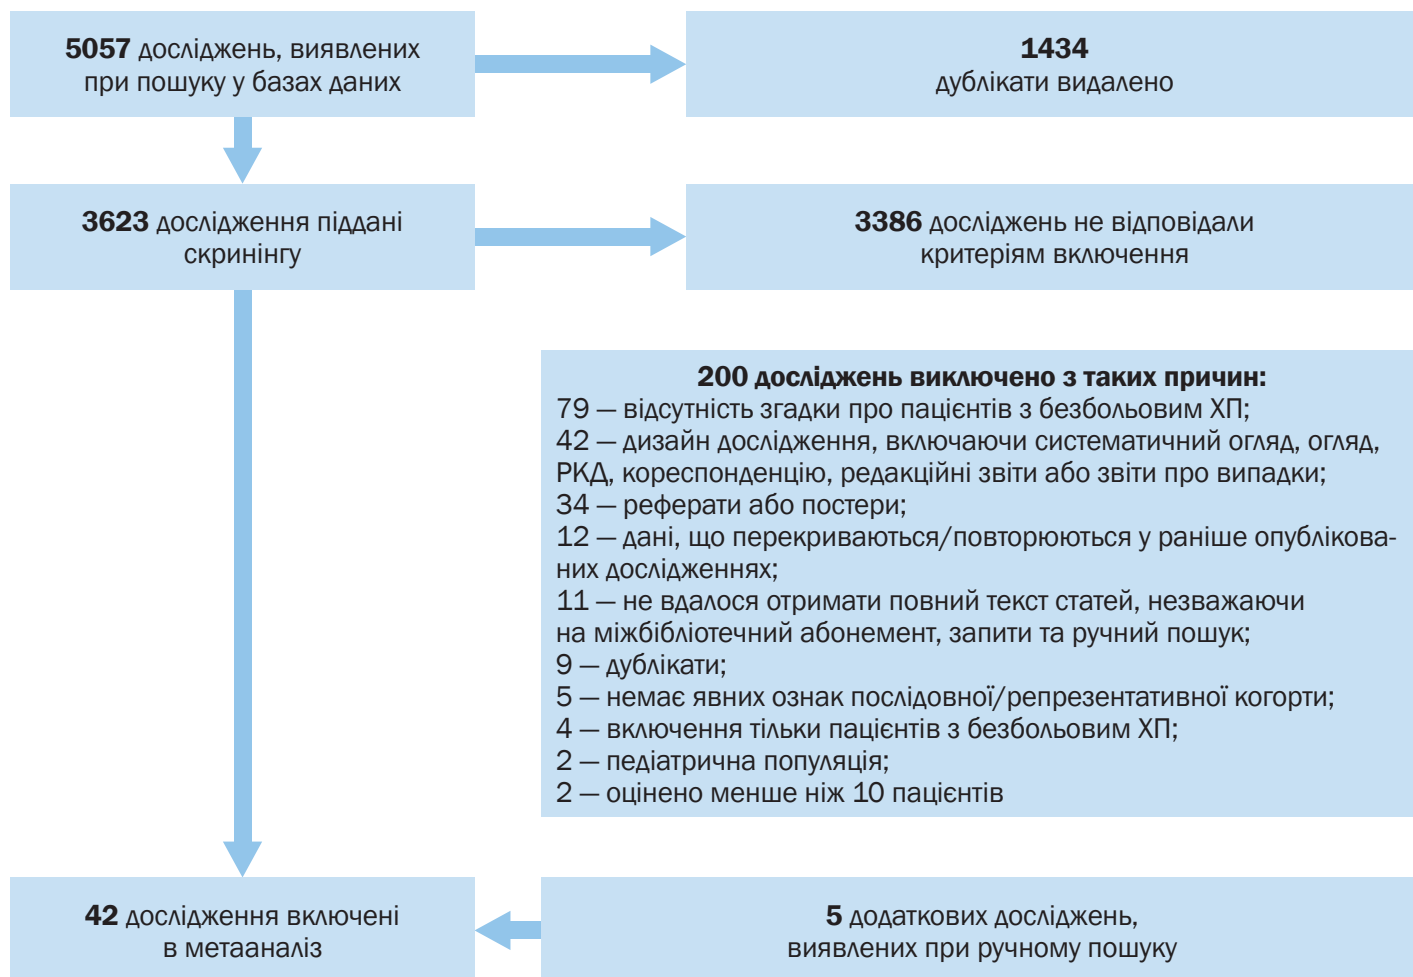 5057 досліджень, виявлених
при пошуку у базах даних
1434
дублікати видалено
3623 дослідження піддані
скринінгу
3386 досліджень не відповідали
критеріям включення
200 досліджень виключено з таких причин:
79 — відсутність згадки про пацієнтів з безбольовим ХП;
42 — дизайн дослідження, включаючи систематичний огляд, огляд,
РКД, кореспонденцію, редакційні звіти або звіти про випадки;
34 — реферати або постери;
12 — дані, що перекриваються/повторюються у раніше опублікова-
них дослідженнях;
11 — не вдалося отримати повний текст статей, незважаючи
на міжбібліотечний абонемент, запити та ручний пошук;
9 — дублікати;
5 — немає явних ознак послідовної/репрезентативної когорти;
4 — включення тільки пацієнтів з безбольовим ХП;
2 — педіатрична популяція;
2 — оцінено менше ніж 10 пацієнтів
42 дослідження включені
в метааналіз
5 додаткових досліджень,
виявлених при ручному пошуку